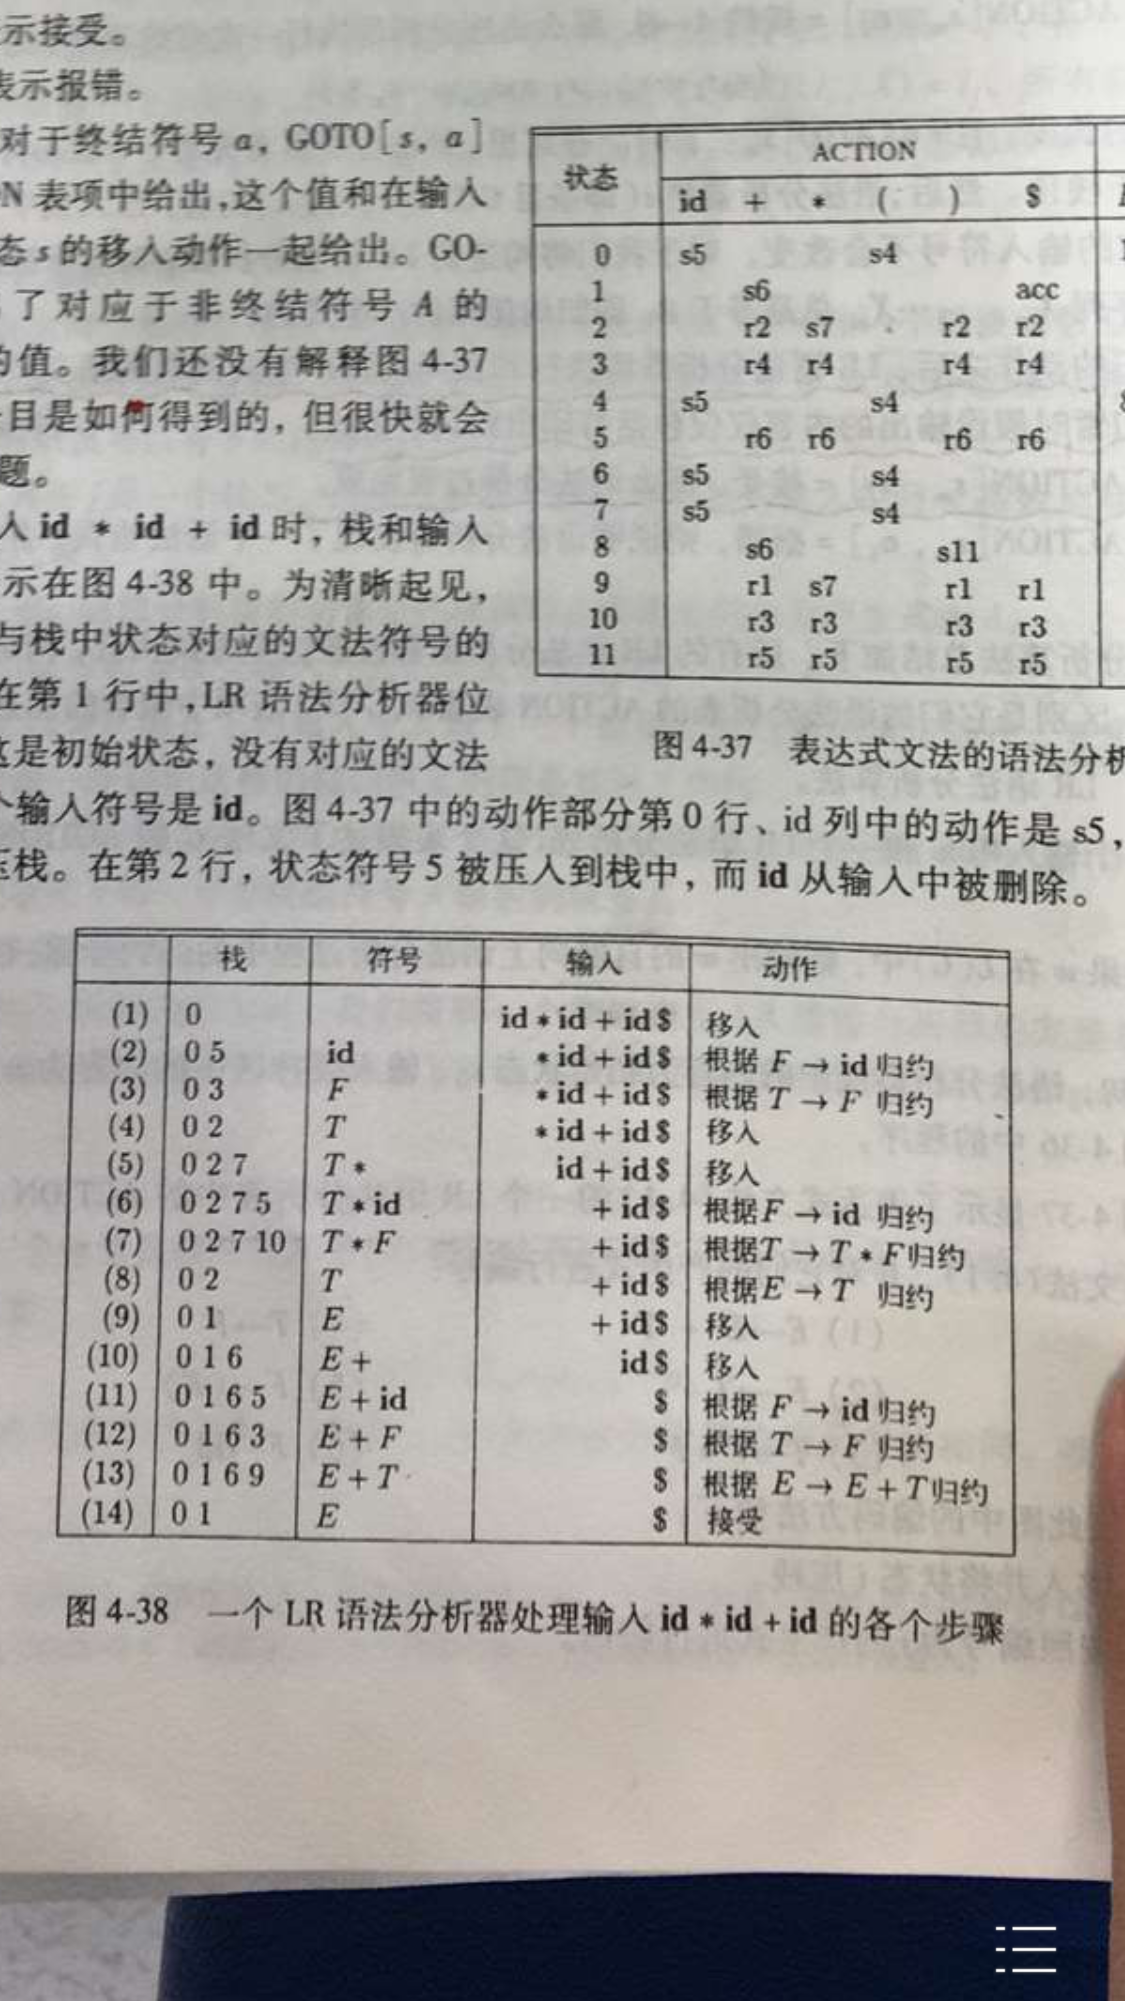 示接受。
表示报错。
对于终结符号 a, GOTO[s, a]
N 表项中给出,这个值和在输入
态 s 的移入动作一起给出。GO-
了对应于非终结符号 A 的
的值。我们还没有解释图 4-37
目是如何得到的, 但很快就会
题。
入 id * id + id 时, 栈和输入
示在图 4-38 中。为清晰起见,
与栈中状态对应的文法符号的
在第 1 行中, LR 语法分析器位
这是初始状态, 没有对应的文法
个输入符号是 id。图 4-37 中的动作部分第 0 行、id 列中的动作是 s5,
压栈。在第 2 行, 状态符号 5 被压入到栈中, 而 id 从输入中被删除。
状态 ACTION
id + * ( ) $
0 s5 s4
1 s6 acc
2 r2 s7 r2 r2
3 r4 r4 r4 r4
4 s5 s4
5 r6 r6 r6 r6
6 s5 s4
7 s5 s4
8 s6 s11
9 r1 s7 r1 r1
10 r3 r3 r3 r3
11 r5 r5 r5 r5
图 4-37 表达式文法的语法分析
栈 符号 输入 动作
(1) 0 id * id + id $ 移入
(2) 0 5 id * id + id $ 根据 F → id 归约
(3) 0 3 F * id + id $ 根据 T → F 归约
(4) 0 2 T * id + id $ 移入
(5) 0 2 7 T * id + id $ 移入
(6) 0 2 7 5 T * id + id $ 根据 F → id 归约
(7) 0 2 7 10 T * F + id $ 根据 T → T * F 归约
(8) 0 2 T + id $ 根据 E → T 归约
(9) 0 1 E + id $ 移入
(10) 0 1 6 E + id $ 移入
(11) 0 1 6 5 E + id $ 根据 F → id 归约
(12) 0 1 6 3 E + F $ 根据 T → F 归约
(13) 0 1 6 9 E + T $ 根据 E → E + T 归约
(14) 0 1 E $ 接受
图 4-38 一个 LR 语法分析器处理输入 id * id + id 的各个步骤